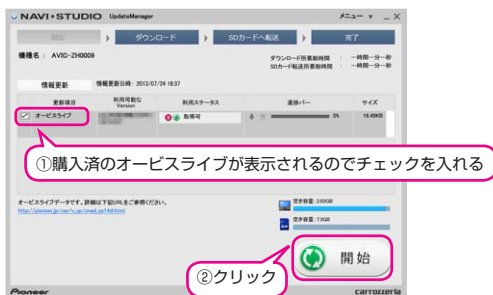 NAVI•STUDIO UpdateManager
メニュー
ダウンロード
SDカードへ転送
完了
機種名： AVIC-ZH0009
ダウンロード所要時間 ： --時間--分--秒
SDカード転送所要時間 ： --時間--分--秒
情報更新 情報更新日時：2013/07/24 16:37
更新項目 利用可能な Version 利用ステータス 進捗バー サイズ
オービスライブ 取得可 0%
①購入済のオービスライブが表示されるのでチェックを入れる
オービスライブデータです。詳細は下記URLをご参照ください。
空き容量
空き容量
開始
②クリック
Pioneer carrozzeria